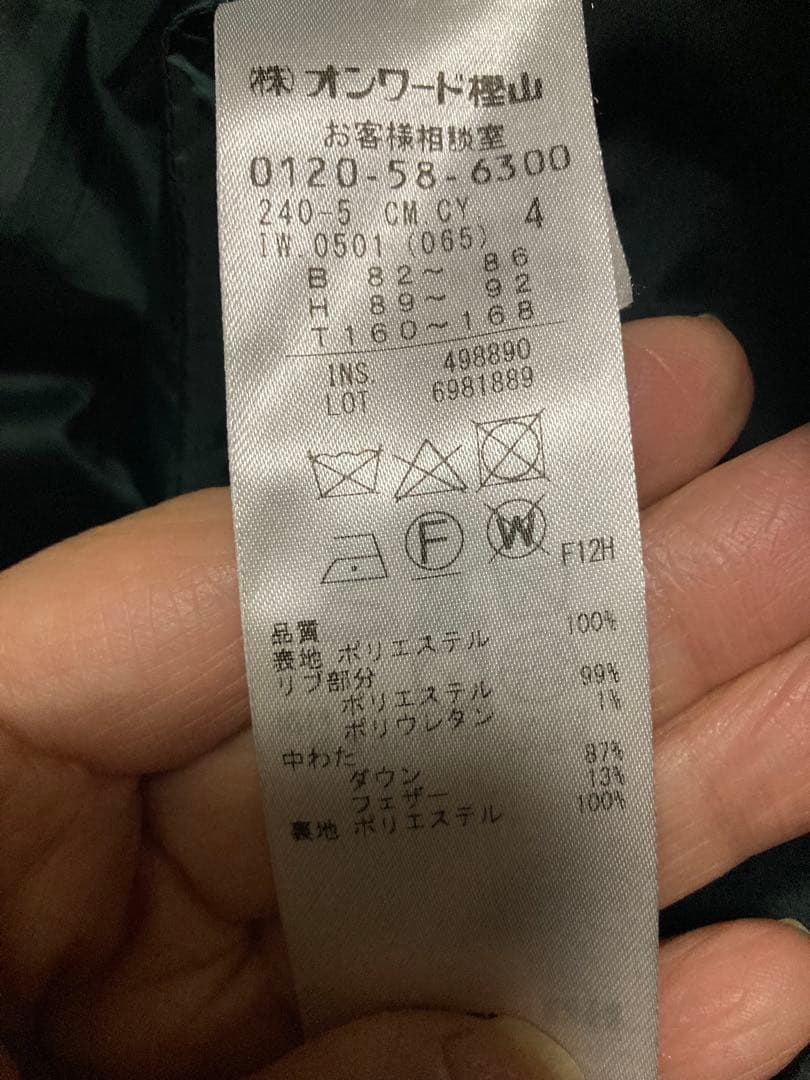 (株)オンワード樫山
お客様相談室
0120-58-6300
240-5 CM.CY. 4
IW.0501 (065)
B 82～ 86
H 89～ 92
T160～168
INS 498890
LOT 6981889
F W F12H
品質
表地 ポリエステル 100%
リブ部分
ポリエステル 99%
ポリウレタン 1%
中わた
ダウン 87%
フェザー 13%
裏地 ポリエステル 100%